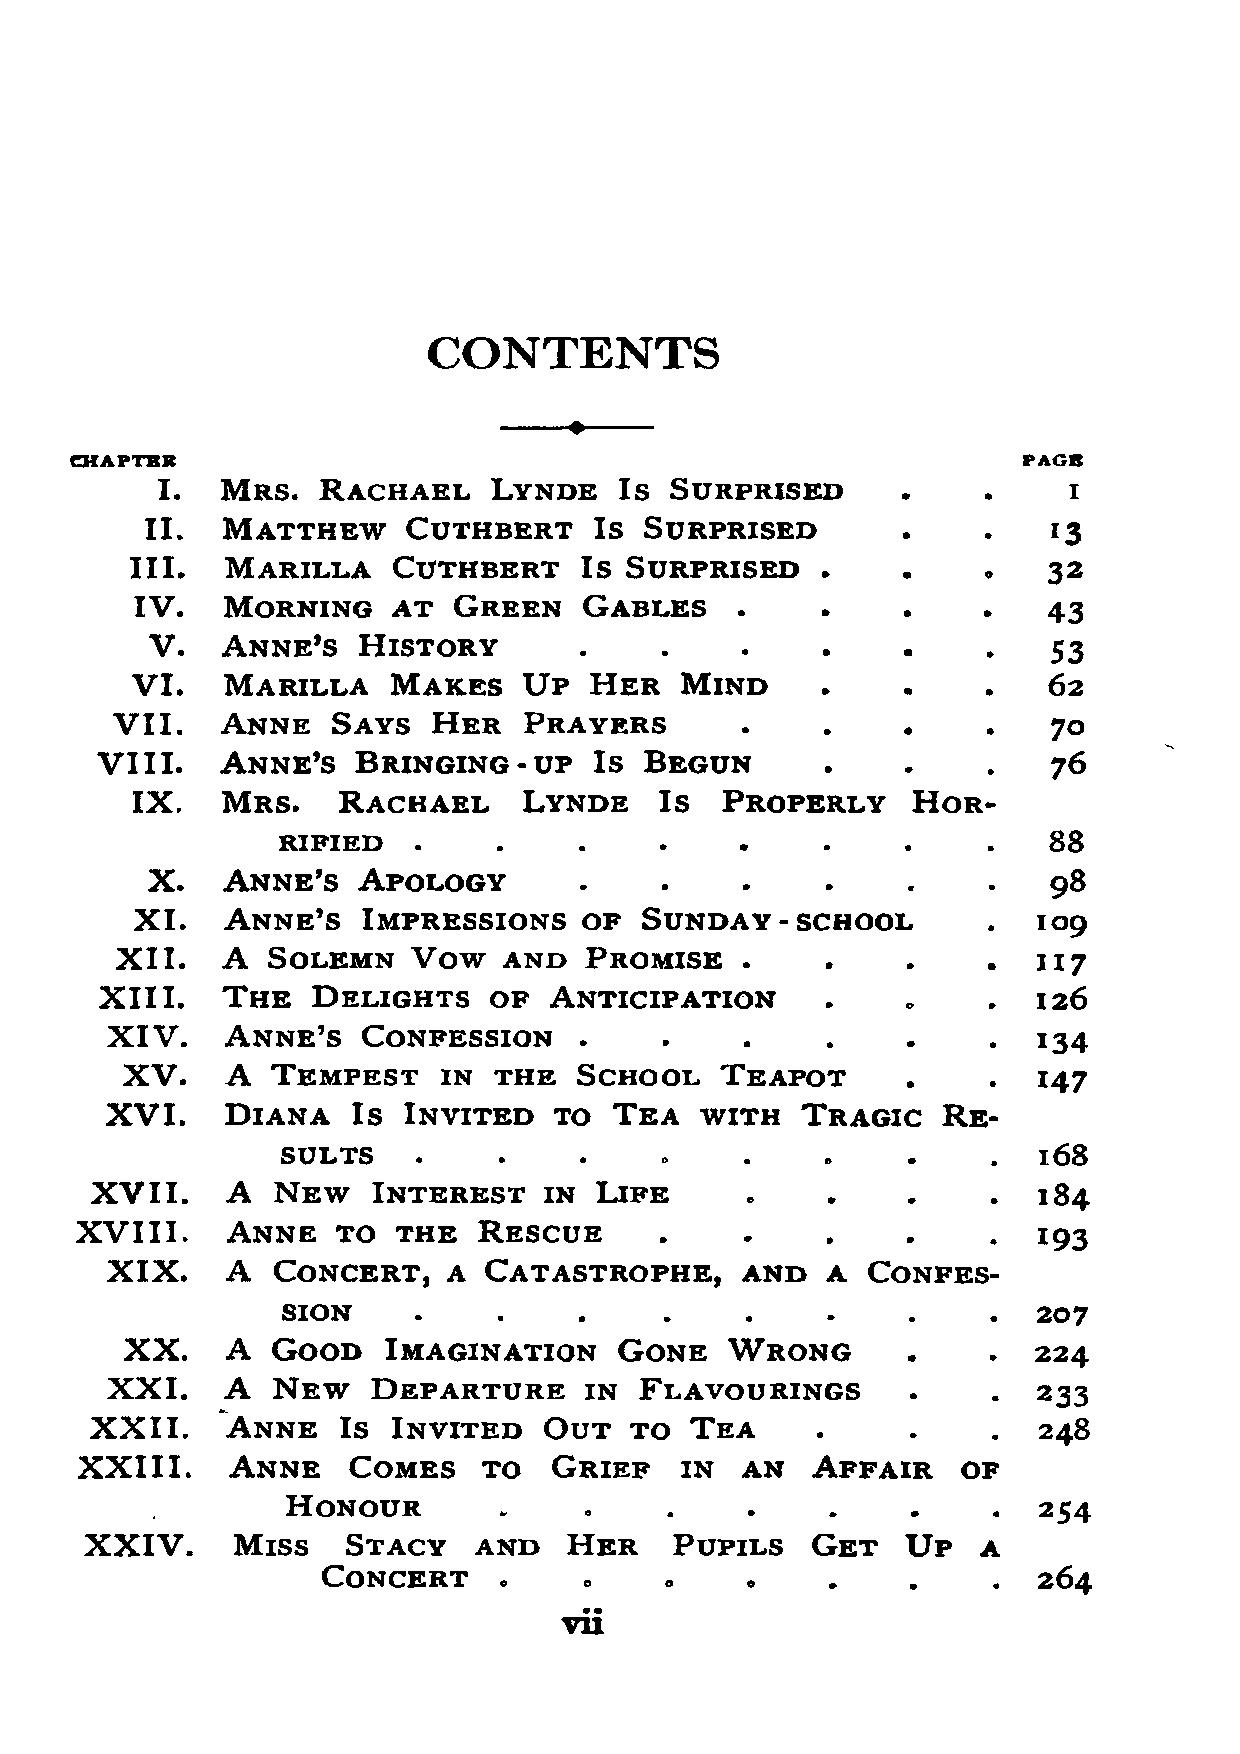 CONTENTS
CHAPTER PAGE
I. MRS. RACHAEL LYNDE IS SURPRISED . . 1
II. MATTHEW CUTHBERT IS SURPRISED . . 13
III. MARILLA CUTHBERT IS SURPRISED . . . 32
IV. MORNING AT GREEN GABLES . . . . 43
V. ANNE'S HISTORY . . . . . . 53
VI. MARILLA MAKES UP HER MIND . . . 62
VII. ANNE SAYS HER PRAYERS . . . . 70
VIII. ANNE'S BRINGING-UP IS BEGUN . . . 76
IX. MRS. RACHAEL LYNDE IS PROPERLY HOR-
RIFIED . . . . . . . . 88
X. ANNE'S APOLOGY . . . . . . 98
XI. ANNE'S IMPRESSIONS OF SUNDAY-SCHOOL . 109
XII. A SOLEMN VOW AND PROMISE . . . . 117
XIII. THE DELIGHTS OF ANTICIPATION . . . 126
XIV. ANNE'S CONFESSION . . . . . . 134
XV. A TEMPEST IN THE SCHOOL TEAPOT . . 147
XVI. DIANA IS INVITED TO TEA WITH TRAGIC RE-
SULTS . . . . . . . . 168
XVII. A NEW INTEREST IN LIFE . . . . 184
XVIII. ANNE TO THE RESCUE . . . . . 193
XIX. A CONCERT, A CATASTROPHE, AND A CONFES-
SION . . . . . . . . 207
XX. A GOOD IMAGINATION GONE WRONG . . 224
XXI. A NEW DEPARTURE IN FLAVOURINGS . . 233
XXII. ANNE IS INVITED OUT TO TEA . . . 248
XXIII. ANNE COMES TO GRIEF IN AN AFFAIR OF
HONOUR . . . . . . . 254
XXIV. MISS STACY AND HER PUPILS GET UP A
CONCERT . . . . . . . 264
vii